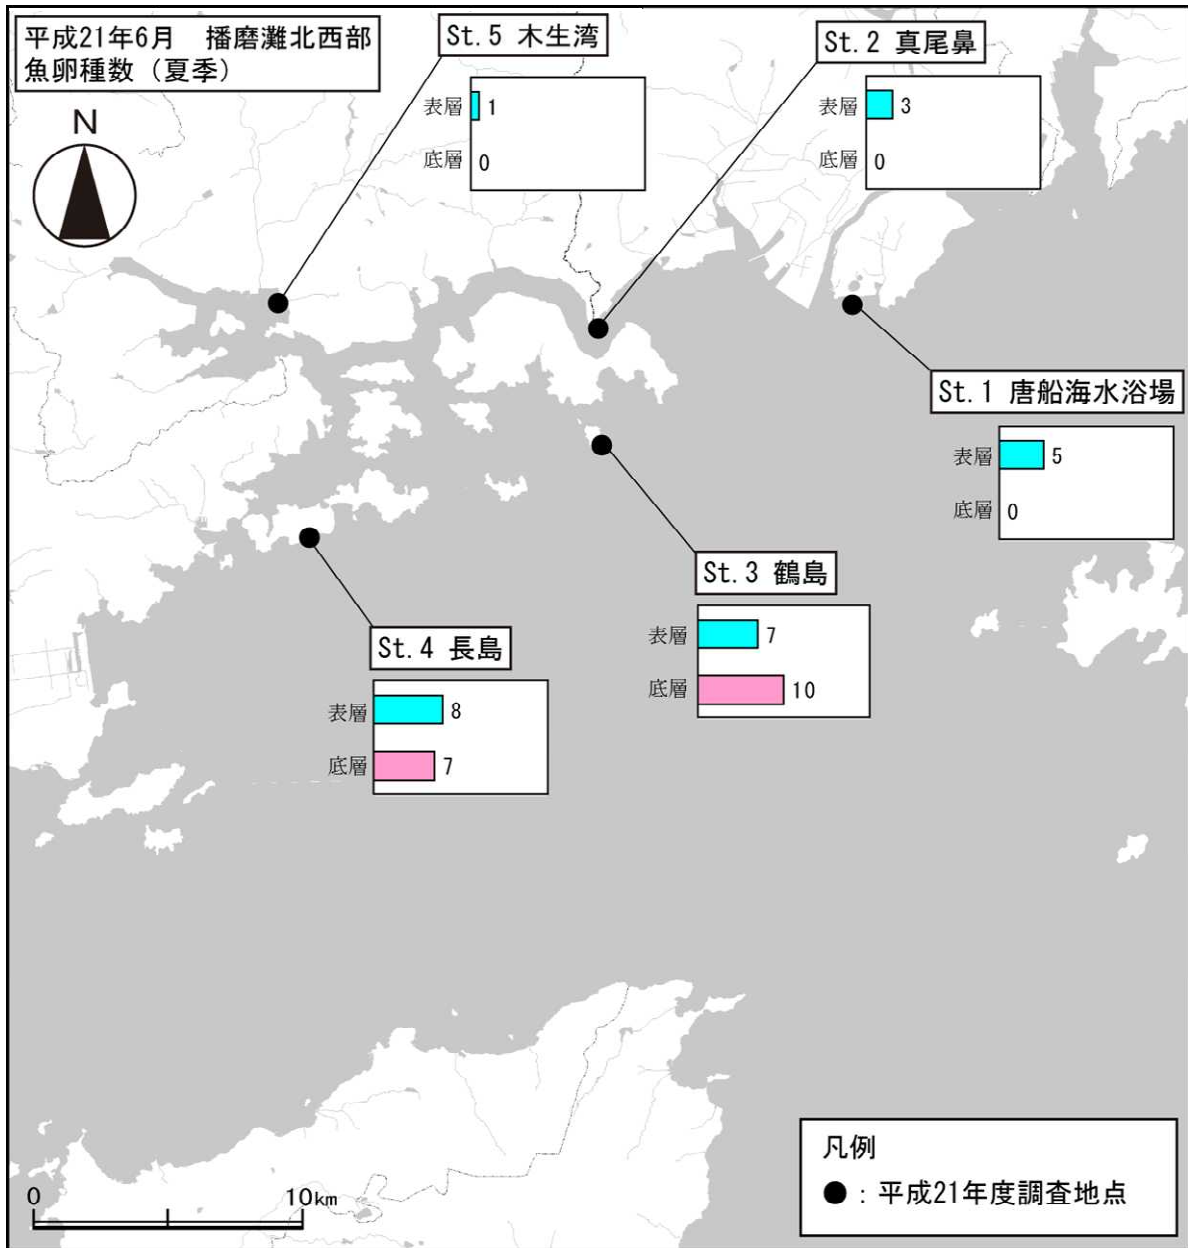 平成21年6月　播磨灘北西部
魚卵種数（夏季）
N
St.5 木生湾
表層 1
底層 0
St.2 真尾鼻
表層 3
底層 0
St.1 唐船海水浴場
表層 5
底層 0
St.3 鶴島
表層 7
底層 10
St.4 長島
表層 8
底層 7
0 10km
凡例
●：平成21年度調査地点